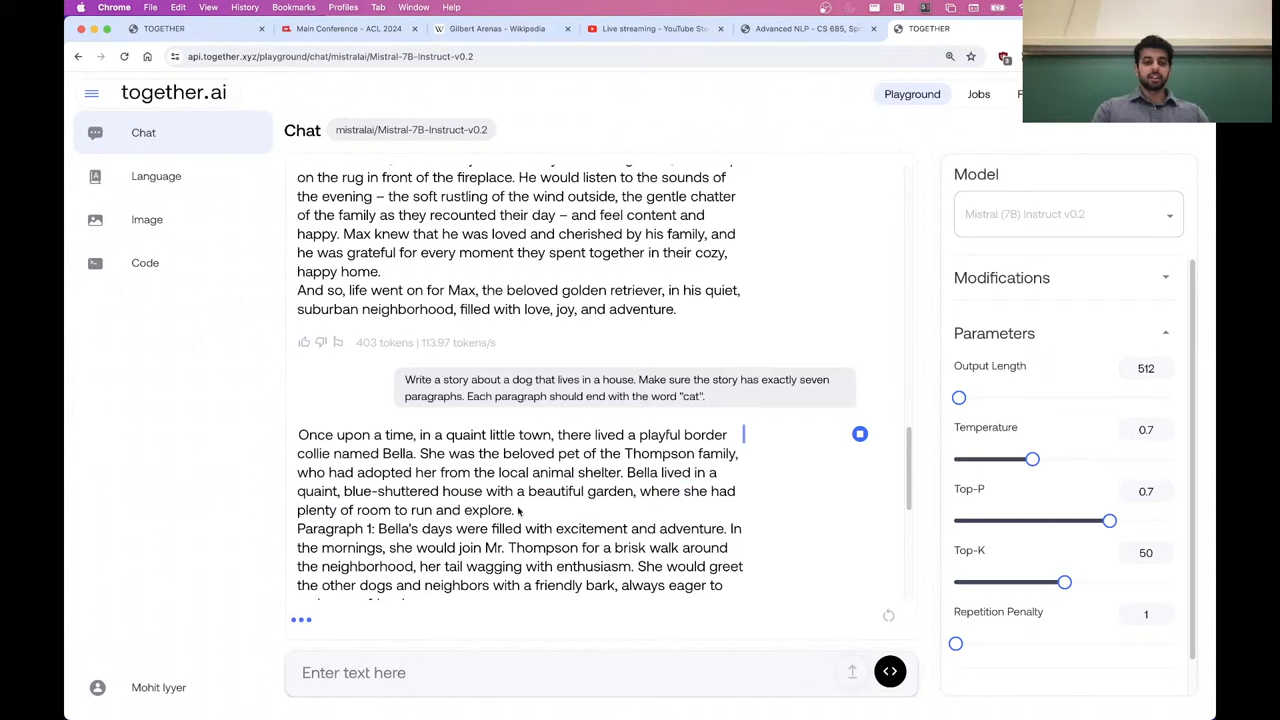 Chrome File Edit View History Bookmarks Profiles Tab Window Help
TOGETHER
Main Conference - ACL 2024
Gilbert Arenas - Wikipedia
Live streaming - YouTube Stu
Advanced NLP - CS 685, Sprin
TOGETHER
api.together.xyz/playground/chat/mistralai/Mistral-7B-Instruct-v0.2
together.ai
Playground
Jobs
F
Chat
Language
Image
Code
Mohit Iyyer
Chat mistralai/Mistral-7B-Instruct-v0.2
on the rug in front of the fireplace. He would listen to the sounds of
the evening – the soft rustling of the wind outside, the gentle chatter
of the family as they recounted their day – and feel content and
happy. Max knew that he was loved and cherished by his family, and
he was grateful for every moment they spent together in their cozy,
happy home.
And so, life went on for Max, the beloved golden retriever, in his quiet,
suburban neighborhood, filled with love, joy, and adventure.
403 tokens | 113.97 tokens/s
Write a story about a dog that lives in a house. Make sure the story has exactly seven
paragraphs. Each paragraph should end with the word "cat".
Once upon a time, in a quaint little town, there lived a playful border
collie named Bella. She was the beloved pet of the Thompson family,
who had adopted her from the local animal shelter. Bella lived in a
quaint, blue-shuttered house with a beautiful garden, where she had
plenty of room to run and explore.
Paragraph 1: Bella's days were filled with excitement and adventure. In
the mornings, she would join Mr. Thompson for a brisk walk around
the neighborhood, her tail wagging with enthusiasm. She would greet
the other dogs and neighbors with a friendly bark, always eager to
Enter text here
Model
Mistral (7B) Instruct v0.2
Modifications
Parameters
Output Length 512
Temperature 0.7
Top-P 0.7
Top-K 50
Repetition Penalty 1